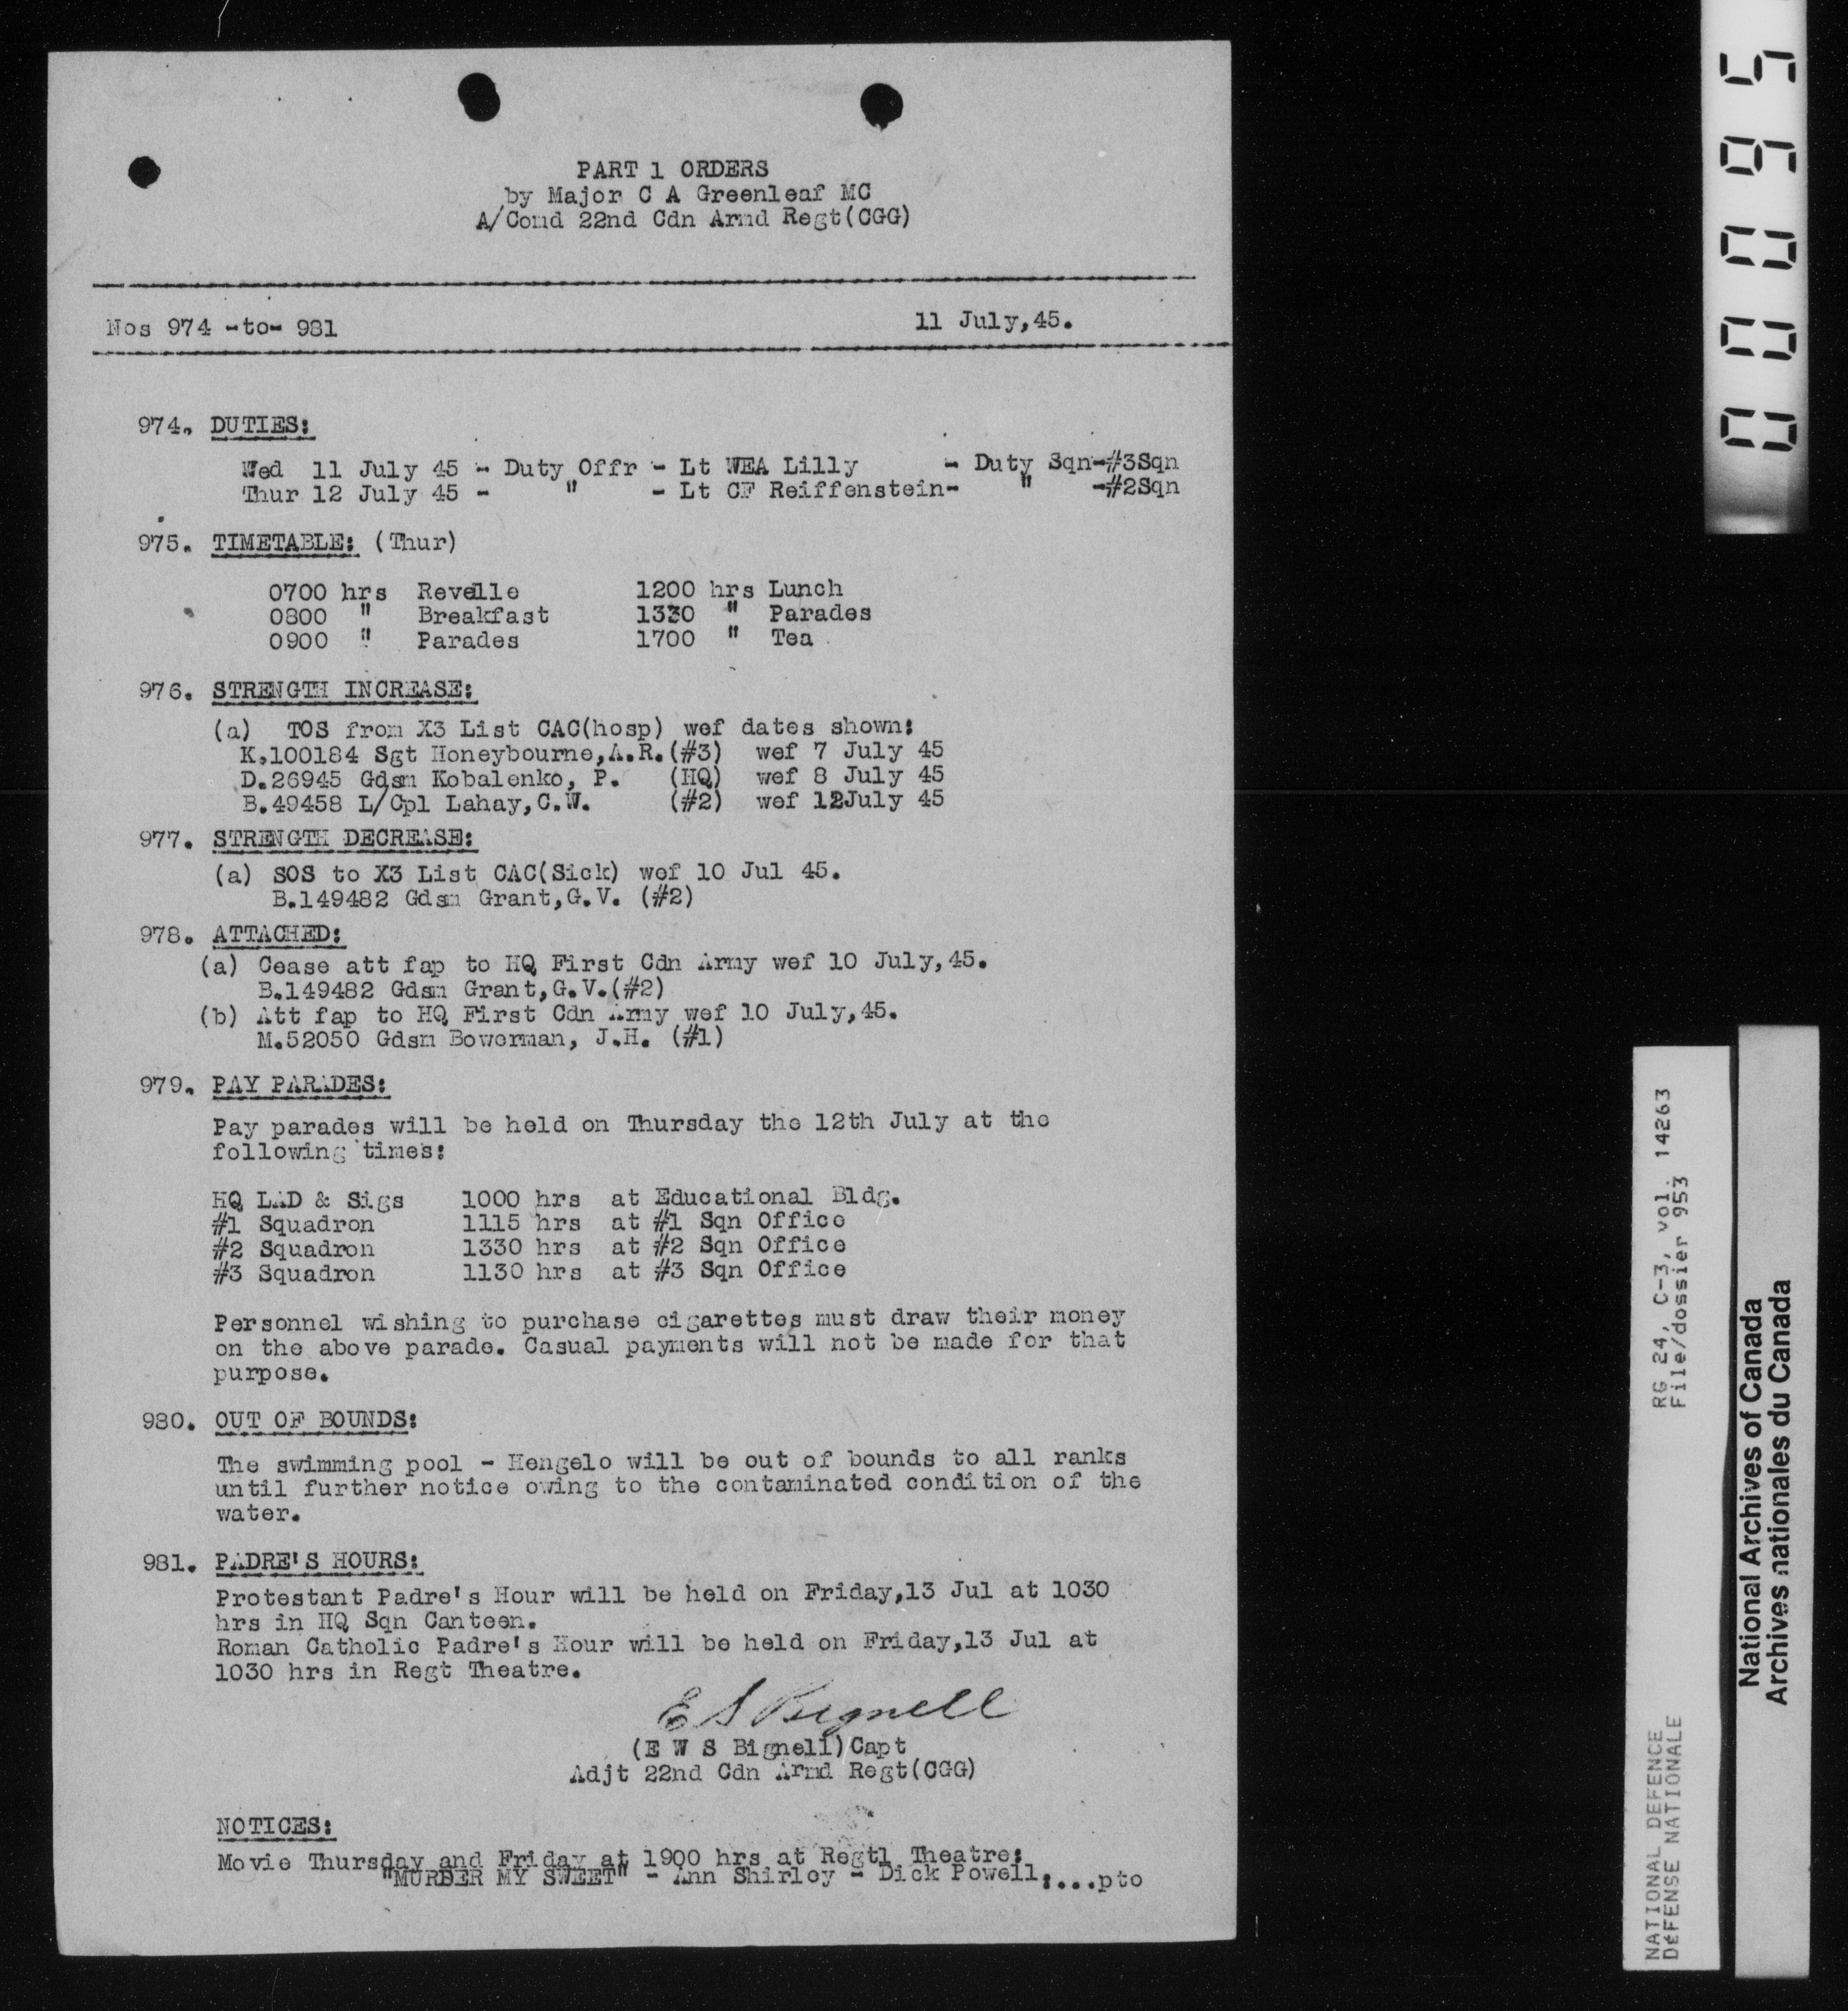 PART 1 ORDERS
by Major C A Greenleaf MC
A/Comd 22nd Cdn Armd Regt(CGG)
Nos 974 -to- 981 11 July,45.
974. DUTIES:
Wed 11 July 45 - Duty Offr - Lt WEA Lilly - Duty Sqn-#3Sqn
Thur 12 July 45 - " - Lt CF Reiffenstein- " -#2Sqn
975. TIMETABLE: (Thur)
0700 hrs Revelle 1200 hrs Lunch
0800 " Breakfast 1330 " Parades
0900 " Parades 1700 " Tea
976. STRENGTH INCREASE:
(a) TOS from X3 List CAC(hosp) wef dates shown:
K.100184 Sgt Honeybourne,A.R.(#3) wef 7 July 45
D.26945 Gdsm Kobalenko, P. (HQ) wef 8 July 45
B.49458 L/Cpl Lahay,C.W. (#2) wef 12July 45
977. STRENGTH DECREASE:
(a) SOS to X3 List CAC(Sick) wef 10 Jul 45.
B.149482 Gdsm Grant,G.V. (#2)
978. ATTACHED:
(a) Cease att fap to HQ First Cdn Army wef 10 July,45.
B.149482 Gdsm Grant,G.V.(#2)
(b) Att fap to HQ First Cdn Army wef 10 July,45.
M.52050 Gdsm Bowerman, J.H. (#1)
979. PAY PARADES:
Pay parades will be held on Thursday the 12th July at the
following times:
HQ LAD & Sigs 1000 hrs at Educational Bldg.
#1 Squadron 1115 hrs at #1 Sqn Office
#2 Squadron 1330 hrs at #2 Sqn Office
#3 Squadron 1130 hrs at #3 Sqn Office
Personnel wishing to purchase cigarettes must draw their money
on the above parade. Casual payments will not be made for that
purpose.
980. OUT OF BOUNDS:
The swimming pool - Hengelo will be out of bounds to all ranks
until further notice owing to the contaminated condition of the
water.
981. PADRE'S HOURS:
Protestant Padre's Hour will be held on Friday,13 Jul at 1030
hrs in HQ Sqn Canteen.
Roman Catholic Padre's Hour will be held on Friday,13 Jul at
1030 hrs in Regt Theatre.
E S Bignell
(E W S Bignell)Capt
Adjt 22nd Cdn Armd Regt(CGG)
NOTICES:
Movie Thursday and Friday at 1900 hrs at Regtl Theatre:
"MURDER MY SWEET" - Ann Shirley - Dick Powell:...pto
000095
RG 24, C-3, vol. 14263
File/dossier 953
NATIONAL DEFENCE
DÉFENSE NATIONALE
National Archives of Canada
Archives nationales du Canada